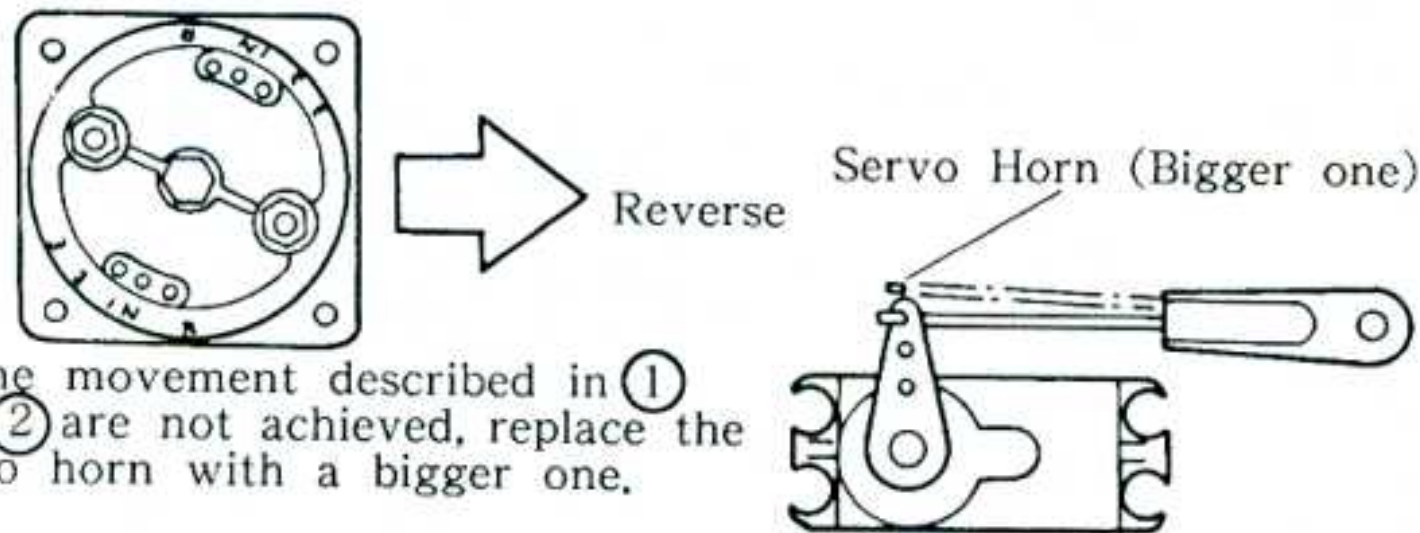 Reverse
Servo Horn (Bigger one)
movement described in ①
② are not achieved, replace the
horn with a bigger one.